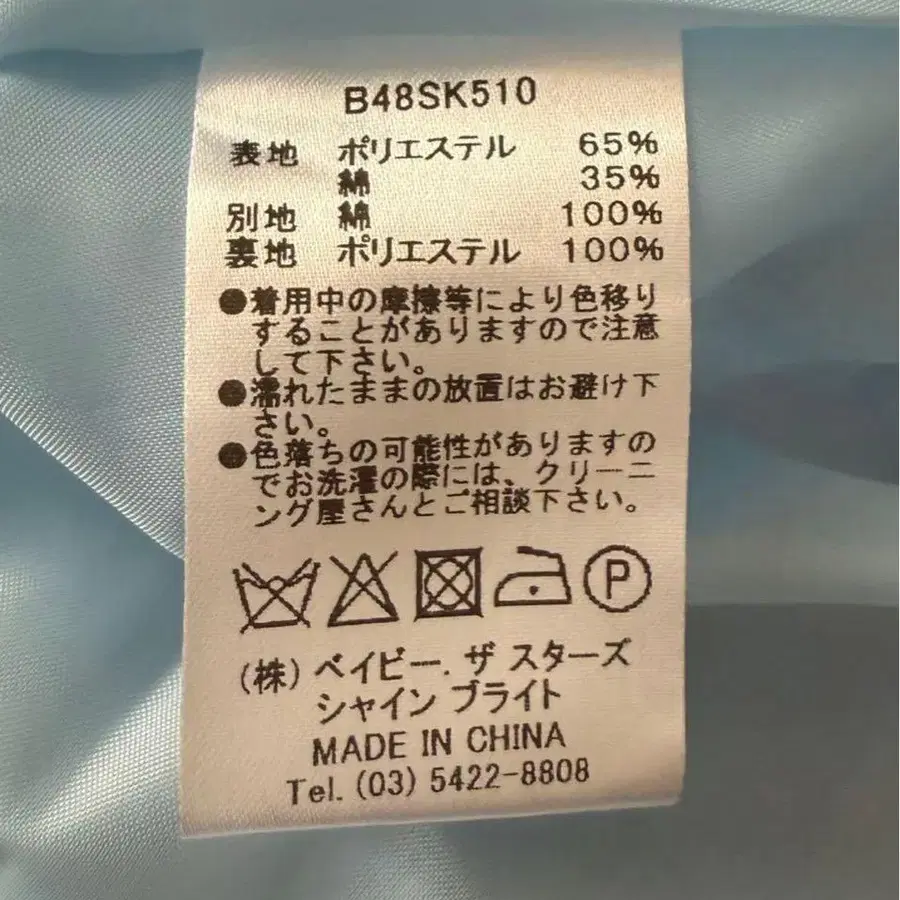 B48SK510
表地 ポリエステル 65%
綿 35%
別地 綿 100%
裏地 ポリエステル 100%
●着用中の摩擦等により色移り
することがありますので注意
して下さい。
●濡れたままの放置はお避け下
さい。
●色落ちの可能性がありますの
でお洗濯の際には、クリーニ
ング屋さんとご相談下さい。
P
(株) ベイビー. ザ スターズ
シャイン ブライト
MADE IN CHINA
Tel. (03) 5422-8808